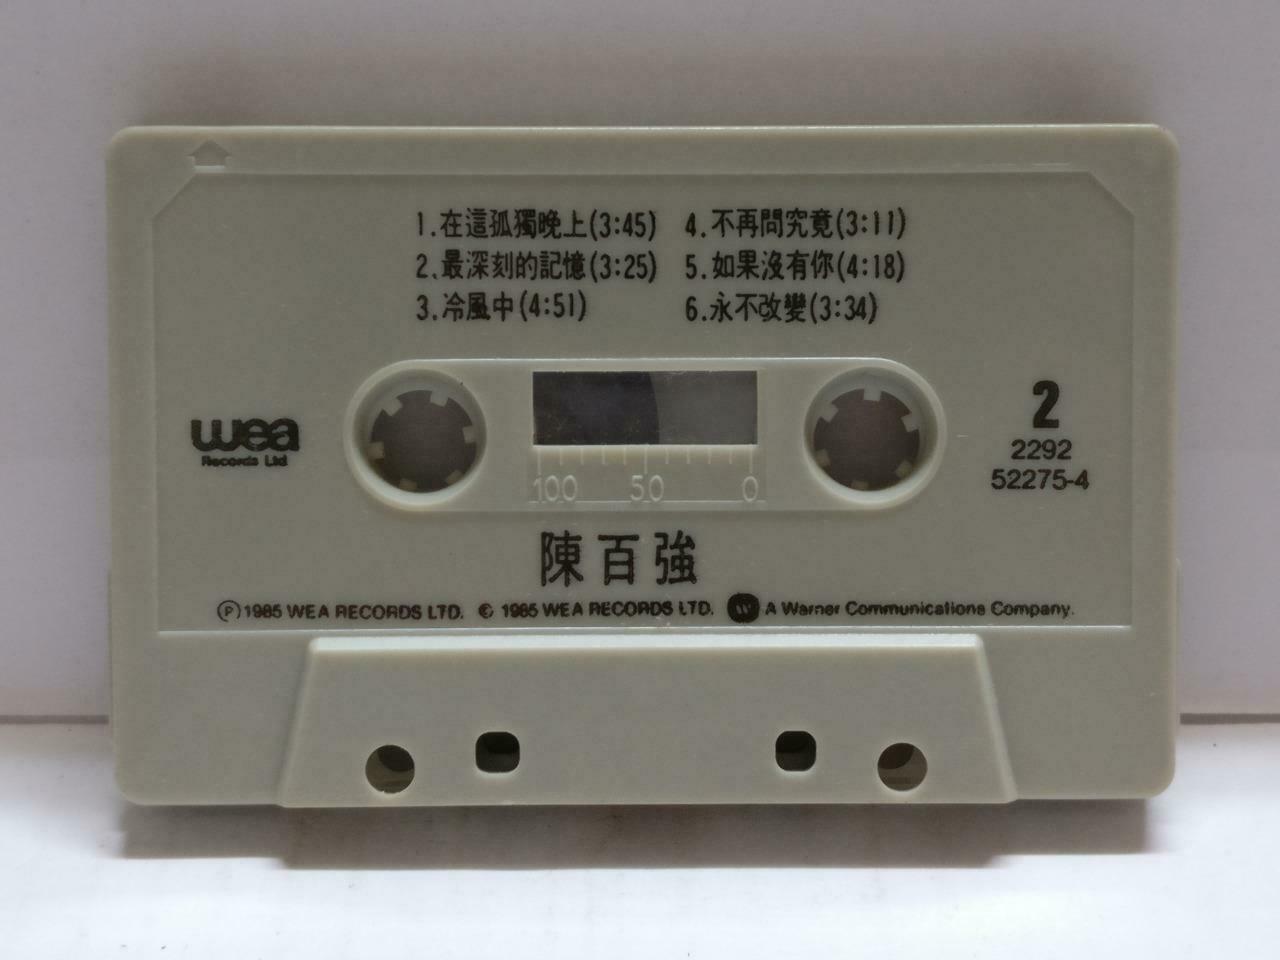 1.在這孤獨晚上(3:45) 4.不再問究竟(3:11)
2.最深刻的記憶(3:25) 5.如果沒有你(4:18)
3.冷風中(4:51) 6.永不改變(3:34)
wea
Records Ltd
2
2292
52275-4
100 50 0
陳百強
Ⓟ1985 WEA RECORDS LTD. © 1985 WEA RECORDS LTD. W A Warner Communications Company.